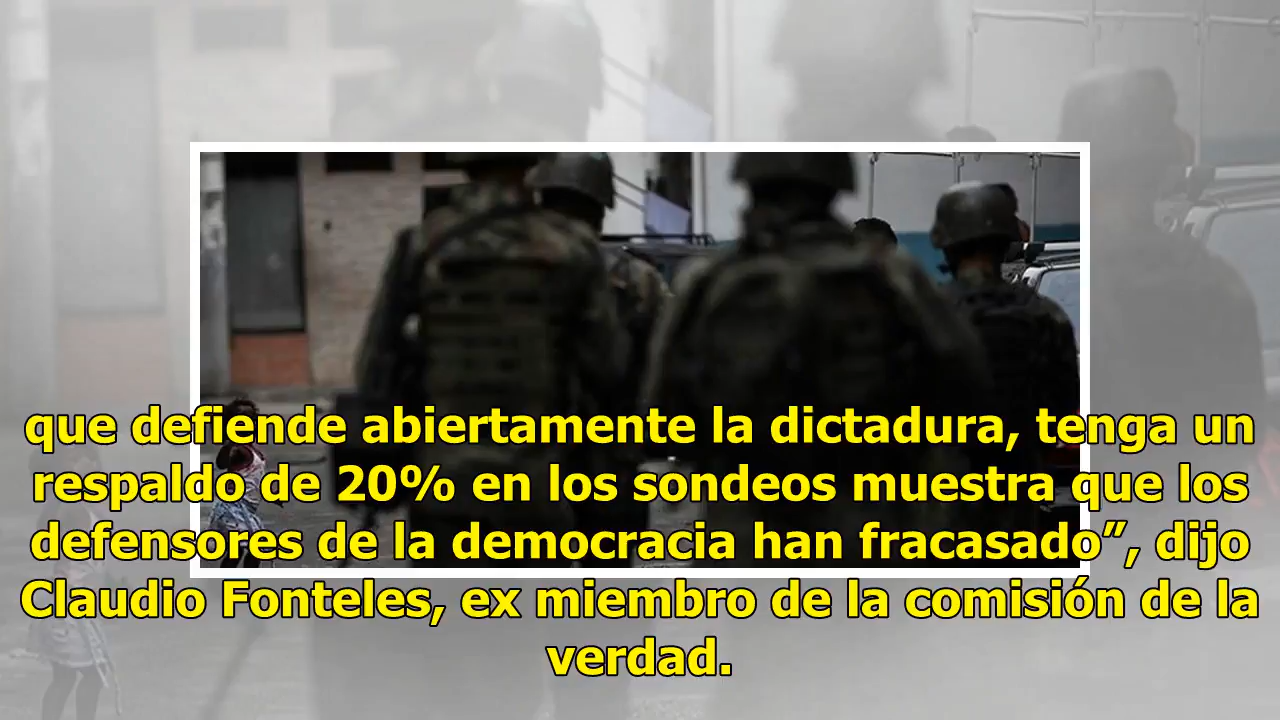 que defiende abiertamente la dictadura, tenga un
respaldo de 20% en los sondeos muestra que los
defensores de la democracia han fracasado”, dijo
Claudio Fonteles, ex miembro de la comisión de la
verdad.